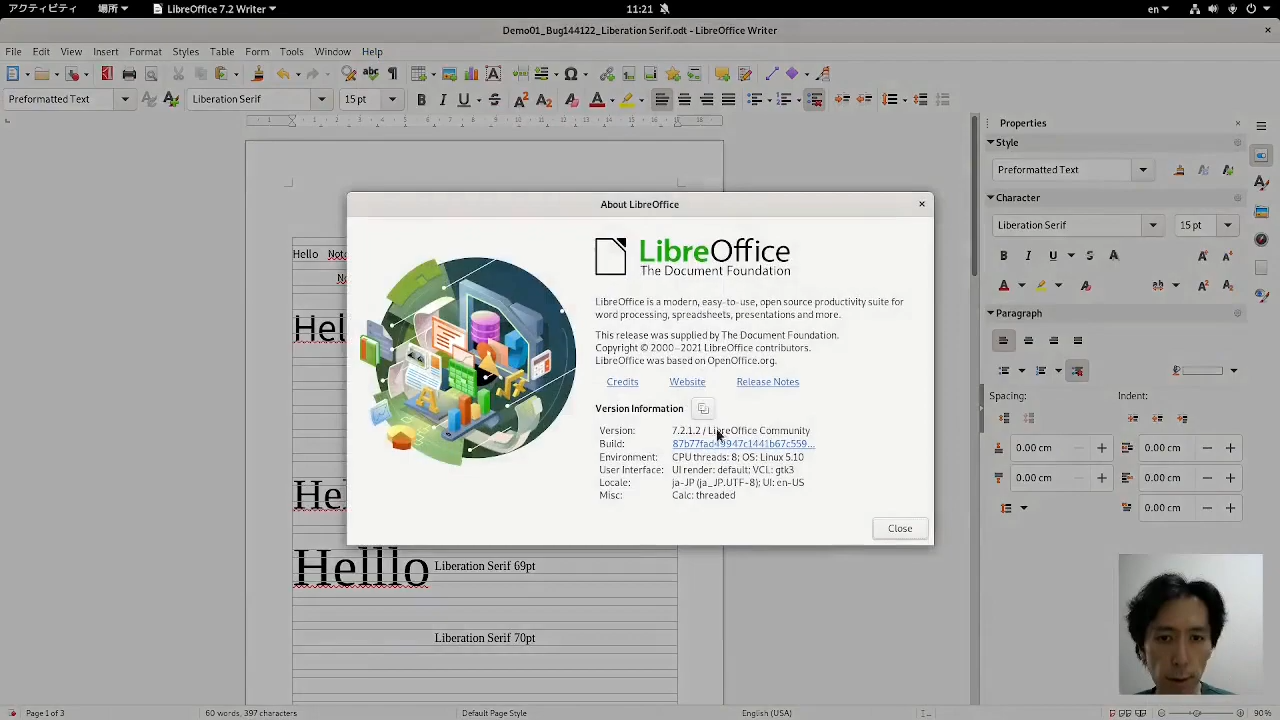 アクティビティ 場所 LibreOffice 7.2 Writer 11:21 en
Demo01_Bug144122_Liberation Serif.odt - LibreOffice Writer
File Edit View Insert Format Styles Table Form Tools Window Help
Preformatted Text Liberation Serif 15 pt
Properties
Style
Preformatted Text
Character
Liberation Serif 15 pt
Paragraph
Spacing: Indent:
0.00 cm 0.00 cm
0.00 cm 0.00 cm
0.00 cm
About LibreOffice
LibreOffice
The Document Foundation
LibreOffice is a modern, easy-to-use, open source productivity suite for
word processing, spreadsheets, presentations and more.
This release was supplied by The Document Foundation.
Copyright © 2000–2021 LibreOffice contributors.
LibreOffice was based on OpenOffice.org.
Credits Website Release Notes
Version Information
Version: 7.2.1.2 / LibreOffice Community
Build:
Environment: CPU threads: 8; OS: Linux 5.10
User Interface: UI render: default; VCL: gtk3
Locale: ja-JP (ja_JP.UTF-8); UI: en-US
Misc: Calc: threaded
Close
Hello
Hel
Hel
Helllo Liberation Serif 69pt
Liberation Serif 70pt
Page 1 of 3 60 words, 397 characters Default Page Style English (USA) 90%